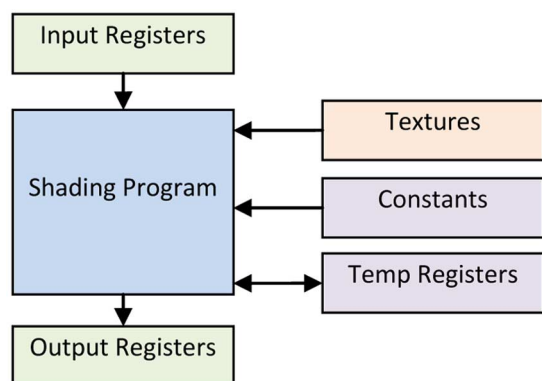 Input Registers
Textures
Shading Program
Constants
Temp Registers
Output Registers